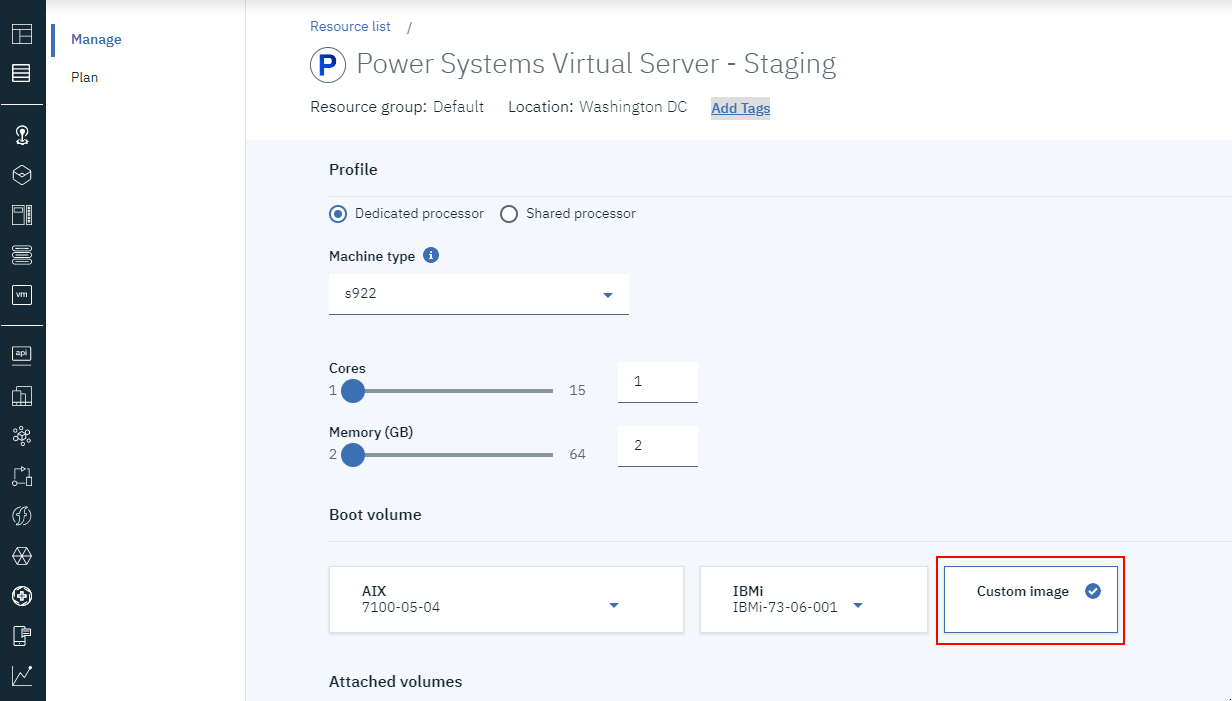 Manage
Plan
Resource list /
P Power Systems Virtual Server - Staging
Resource group: Default Location: Washington DC Add Tags
Profile
Dedicated processor Shared processor
Machine type i
s922
Cores
1 15 1
Memory (GB)
2 64 2
Boot volume
AIX
7100-05-04
IBMi
IBMi-73-06-001
Custom image
Attached volumes
vm
api